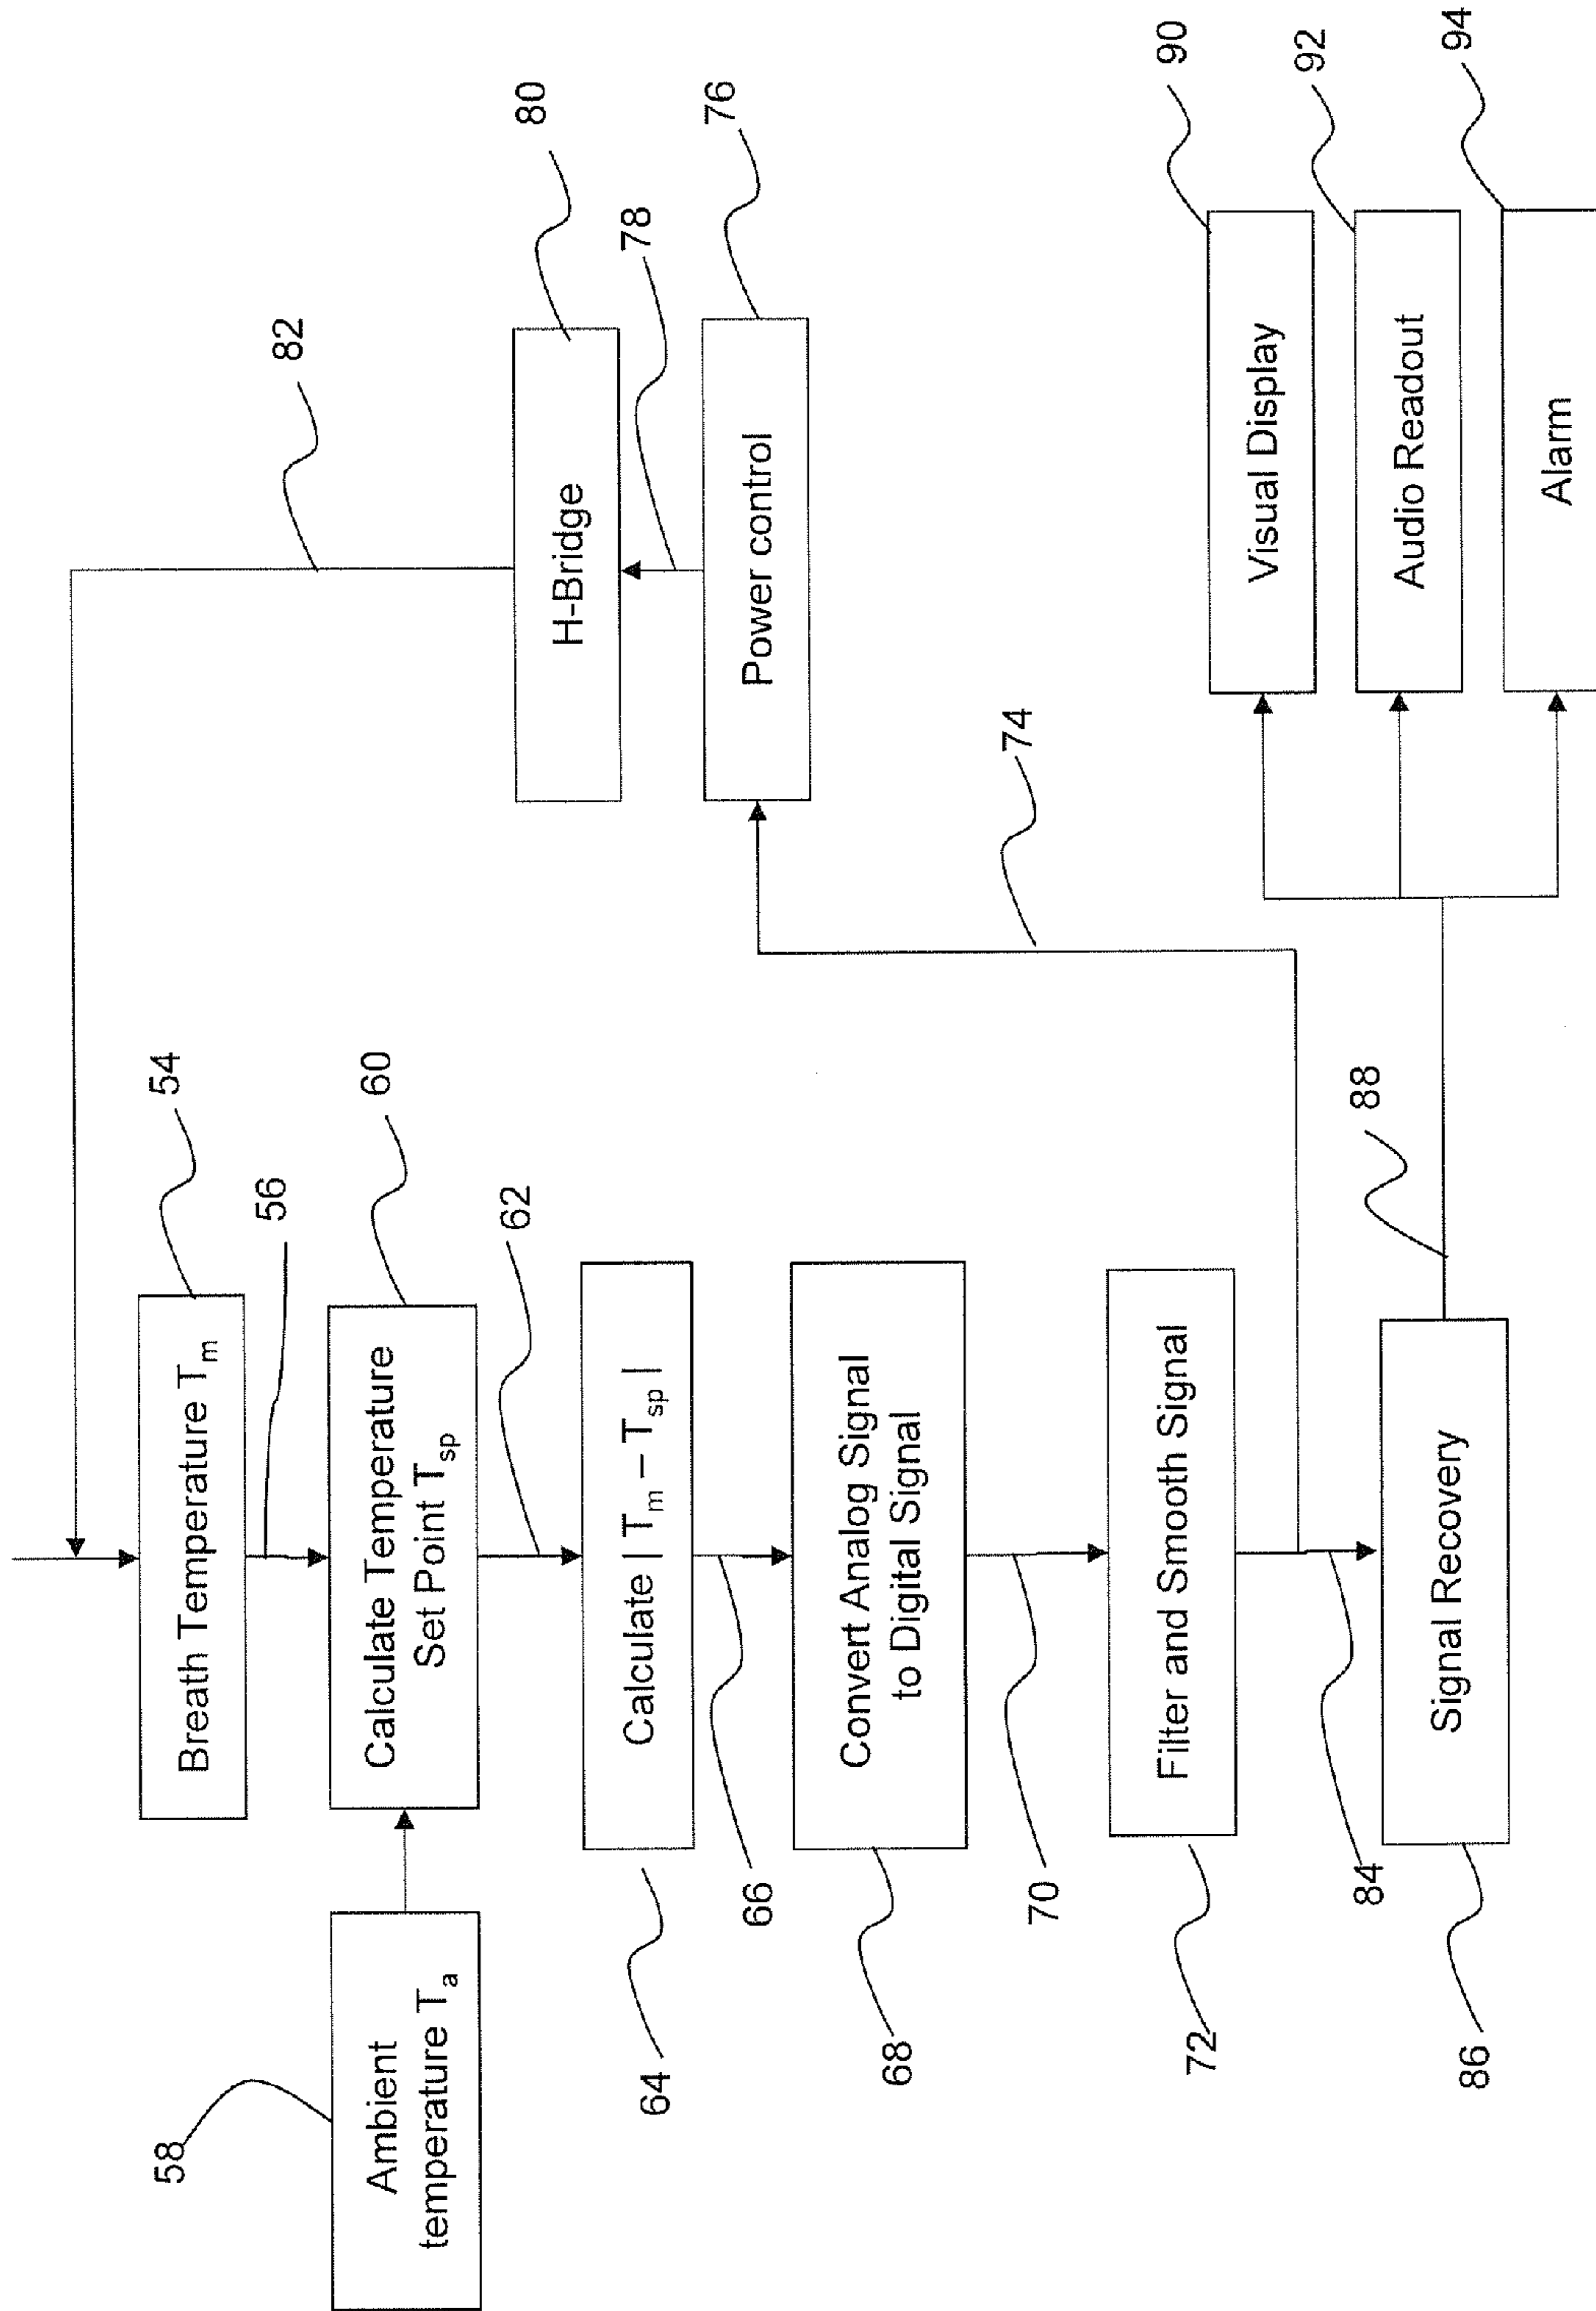 82
80
H-Bridge
78
76
Power control
54
Breath Temperature Tm
56
58
Ambient
temperature Ta
60
Calculate Temperature
Set Point Tsp
62
64
Calculate | Tm – Tsp |
66
68
Convert Analog Signal
to Digital Signal
70
72
Filter and Smooth Signal
74
84
86
Signal Recovery
88
90
Visual Display
92
Audio Readout
94
Alarm